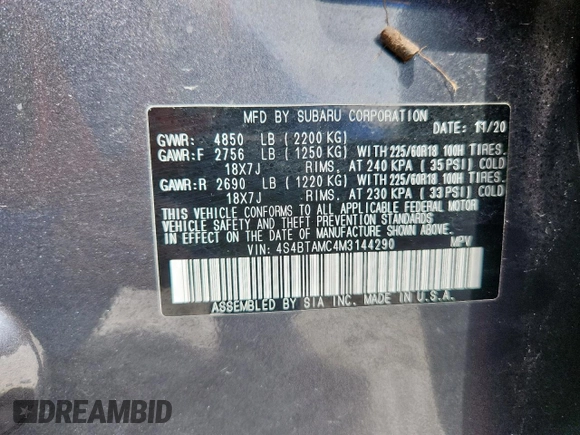 MFD BY SUBARU CORPORATION
DATE: 11/20
GVWR: 4850 LB (2200 KG)
GAWR:F 2756 LB (1250 KG) WITH 225/60R18 100H TIRES.
18X7J RIMS. AT 240 KPA (35 PSI) COLD
GAWR:R 2690 LB (1220 KG) WITH 225/60R18 100H TIRES.
18X7J RIMS. AT 230 KPA (33 PSI) COLD
THIS VEHICLE CONFORMS TO ALL APPLICABLE FEDERAL MOTOR
VEHICLE SAFETY AND THEFT PREVENTION STANDARDS
IN EFFECT ON THE DATE OF MANUFACTURE SHOWN ABOVE.
VIN: 4S4BTAMC4M3144290 MPV
ASSEMBLED BY SIA INC. MADE IN U.S.A.
DREAMBID